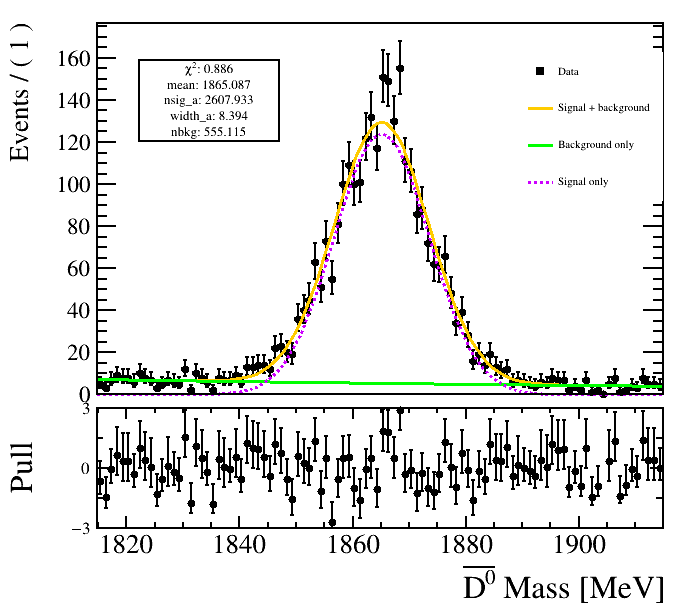 Events / ( 1 )
160
140
120
100
80
60
40
20
0
χ²: 0.886
mean: 1865.087
nsig_a: 2607.933
width_a: 8.394
nbkg: 555.115
Data
Signal + background
Background only
Signal only
Pull
3
0
−3
1820 1840 1860 1880 1900
D⁰ Mass [MeV]